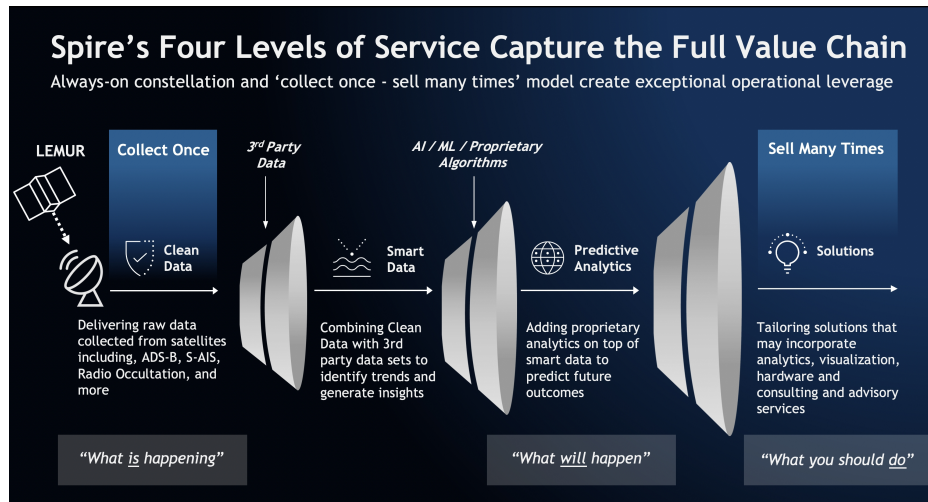 Spire's Four Levels of Service Capture the Full Value Chain
Always-on constellation and ‘collect once - sell many times’ model create exceptional operational leverage
LEMUR
Collect Once
3rd Party
Data
AI / ML / Proprietary
Algorithms
Sell Many Times
Clean
Data
Smart
Data
Predictive
Analytics
Solutions
Delivering raw data
collected from satellites
including, ADS-B, S-AIS,
Radio Occultation, and
more
Combining Clean
Data with 3rd
party data sets to
identify trends and
generate insights
Adding proprietary
analytics on top of
smart data to
predict future
outcomes
Tailoring solutions that
may incorporate
analytics, visualization,
hardware and
consulting and advisory
services
“What is happening”
“What will happen”
“What you should do”